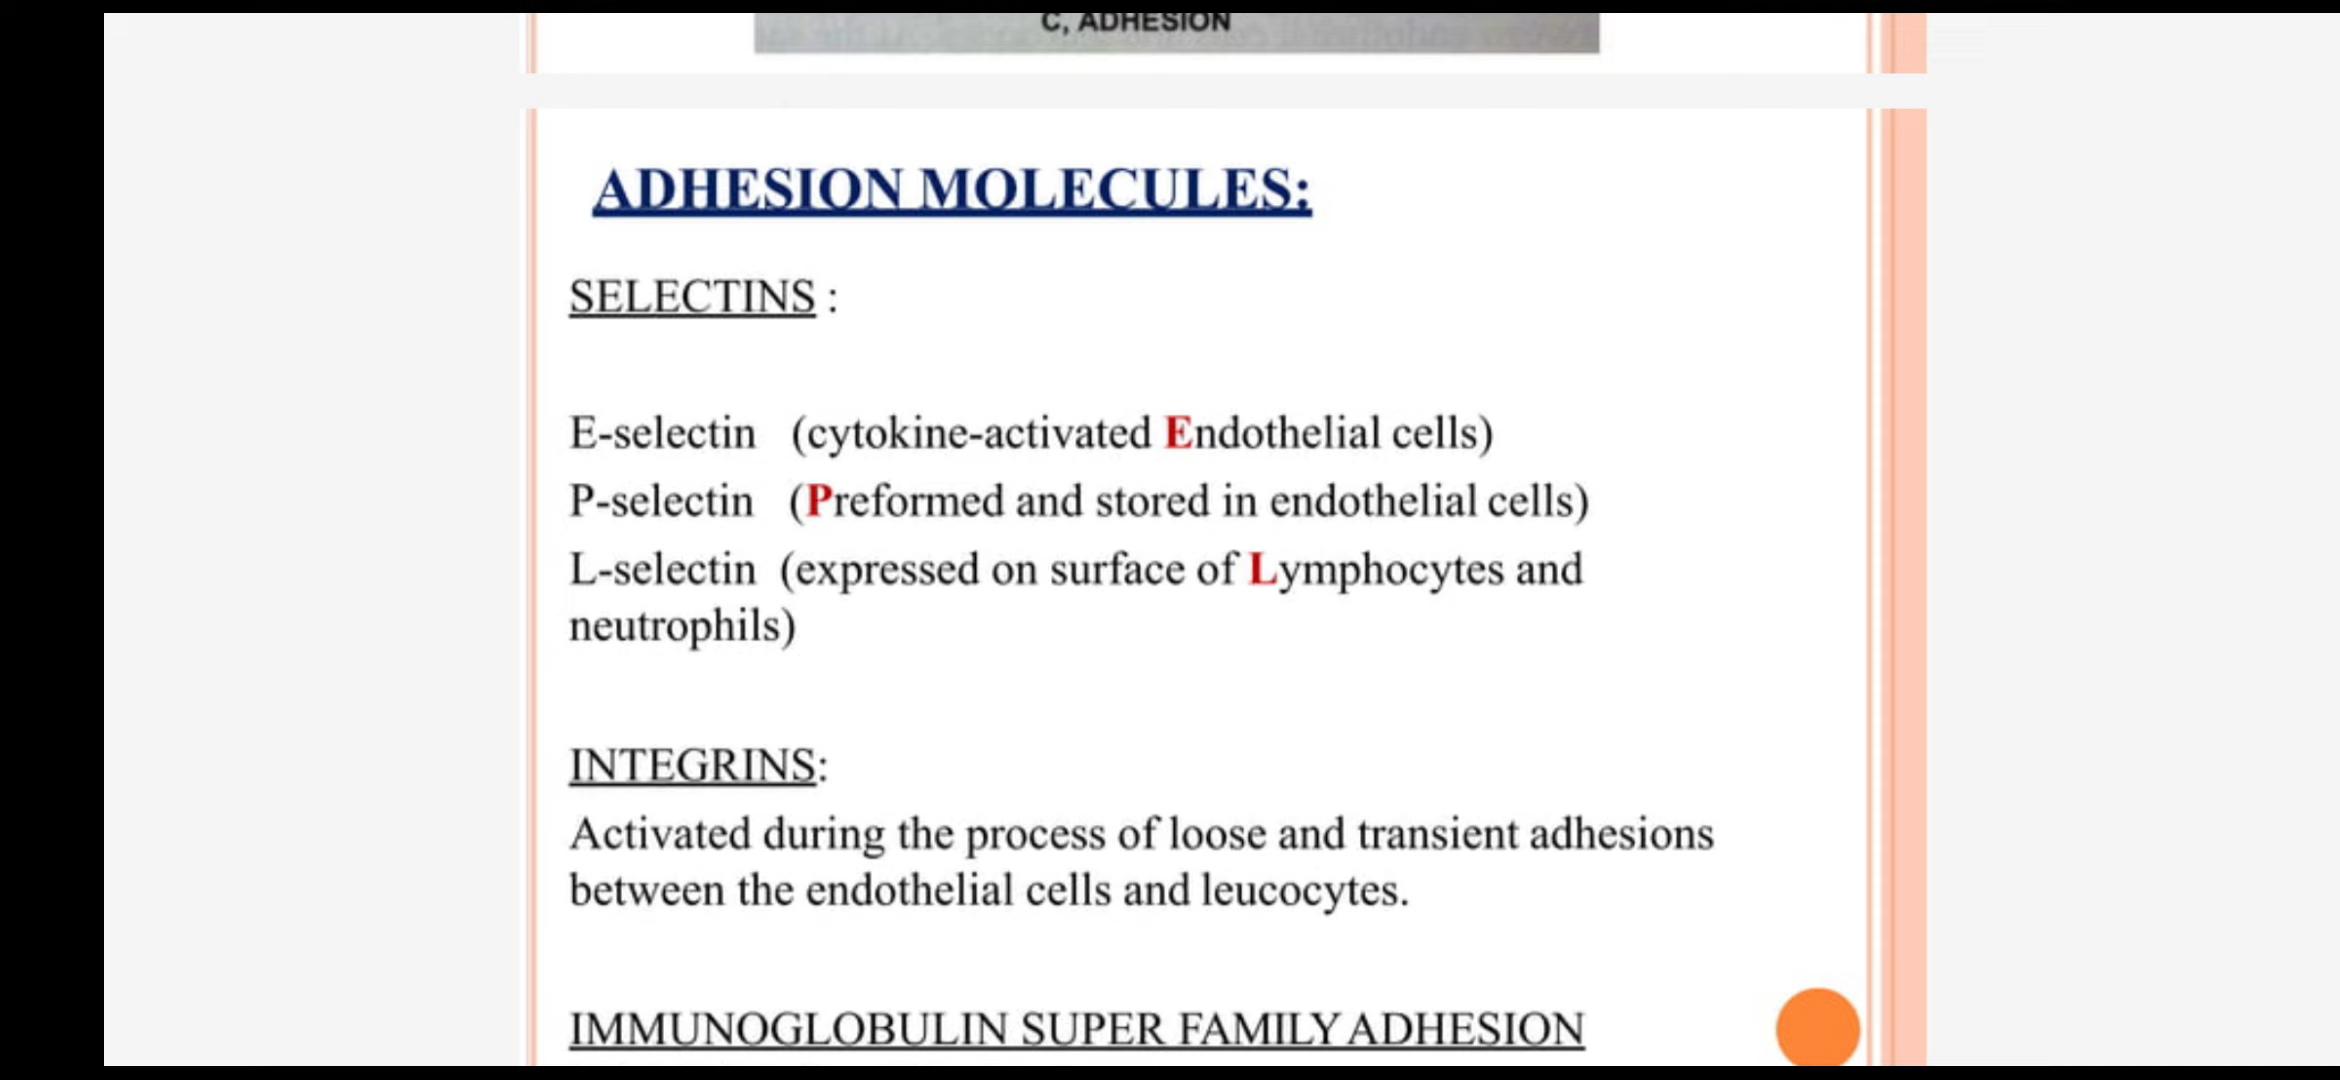 C, ADHESION
ADHESION MOLECULES:
SELECTINS :
E-selectin (cytokine-activated Endothelial cells)
P-selectin (Preformed and stored in endothelial cells)
L-selectin (expressed on surface of Lymphocytes and
neutrophils)
INTEGRINS:
Activated during the process of loose and transient adhesions
between the endothelial cells and leucocytes.
IMMUNOGLOBULIN SUPER FAMILY ADHESION